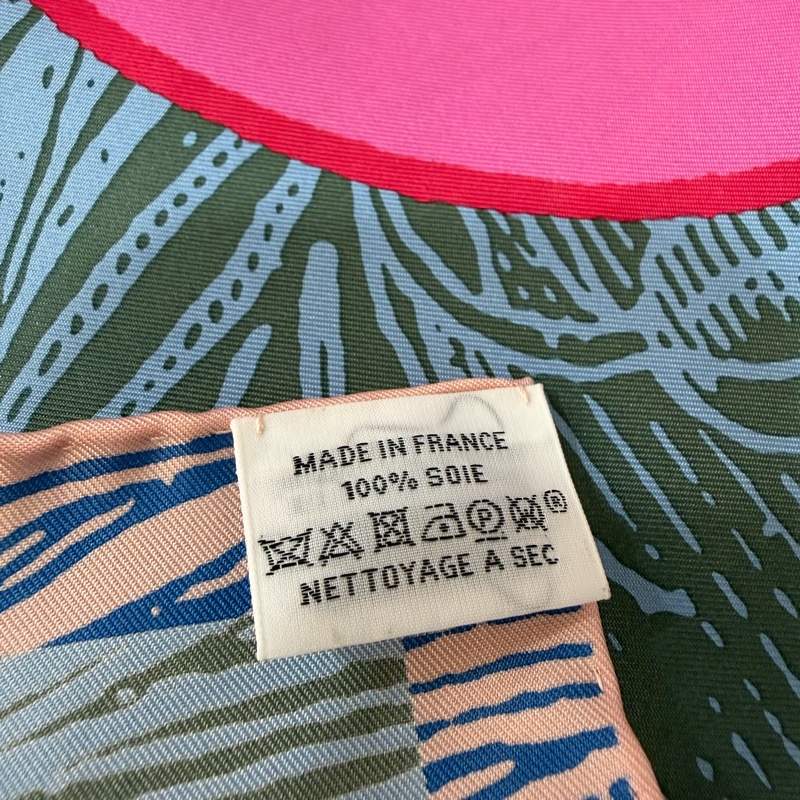 MADE IN FRANCE
100% SOIE
P ®
NETTOYAGE A SEC